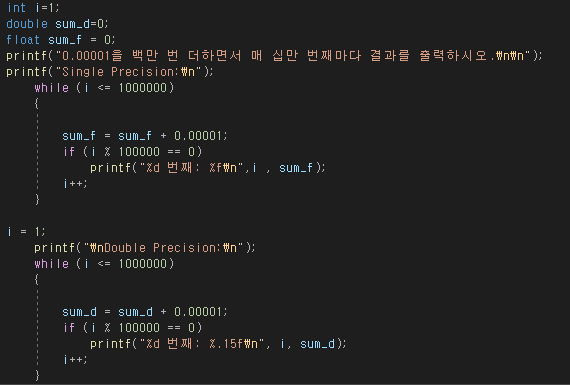 int i=1;
double sum_d=0;
float sum_f = 0;
printf("0.00001을 백만 번 더하면서 매 십만 번째마다 결과를 출력하시오.₩n₩n");
printf("Single Precision:₩n");
while (i <= 1000000)
{
sum_f = sum_f + 0.00001;
if (i % 100000 == 0)
printf("%d 번째: %f₩n",i , sum_f);
i++;
}
i = 1;
printf("₩nDouble Precision:₩n");
while (i <= 1000000)
{
sum_d = sum_d + 0.00001;
if (i % 100000 == 0)
printf("%d 번째: %.15f₩n", i, sum_d);
i++;
}